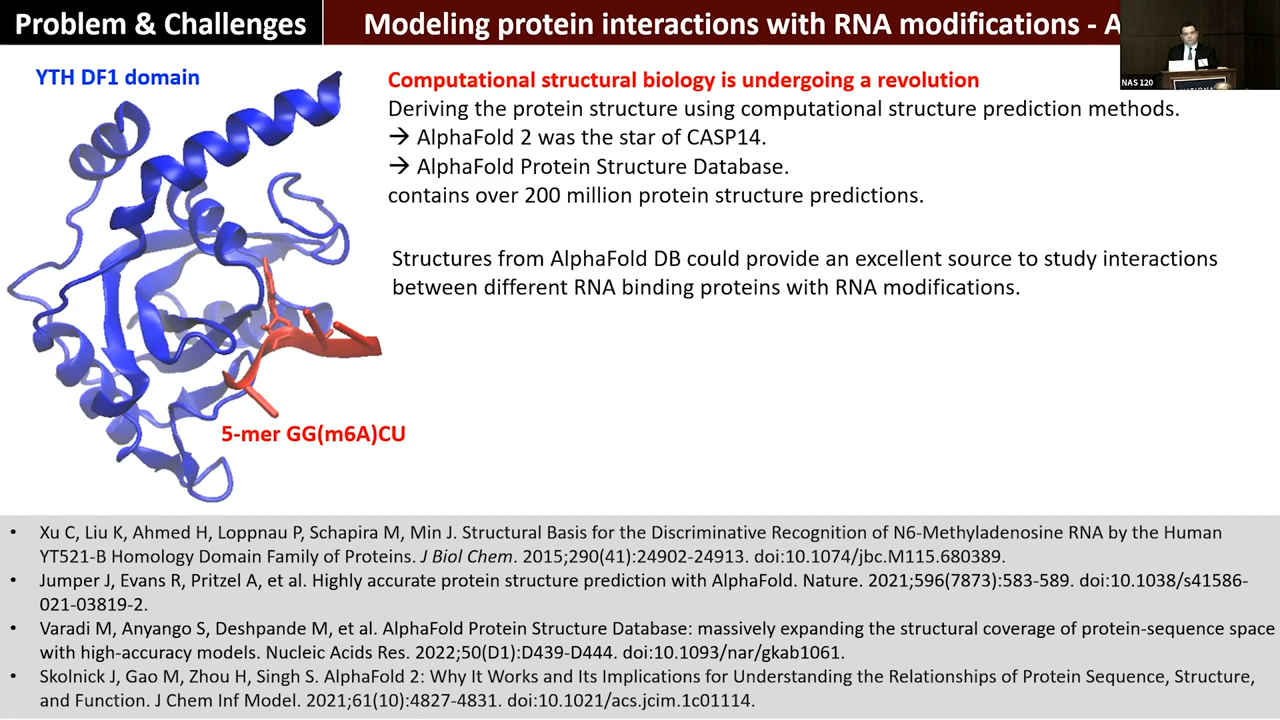 Problem & Challenges
Modeling protein interactions with RNA modifications - A
NAS 120
YTH DF1 domain
Computational structural biology is undergoing a revolution
Deriving the protein structure using computational structure prediction methods.
→ AlphaFold 2 was the star of CASP14.
→ AlphaFold Protein Structure Database.
contains over 200 million protein structure predictions.
Structures from AlphaFold DB could provide an excellent source to study interactions
between different RNA binding proteins with RNA modifications.
5-mer GG(m6A)CU
• Xu C, Liu K, Ahmed H, Loppnau P, Schapira M, Min J. Structural Basis for the Discriminative Recognition of N6-Methyladenosine RNA by the Human
YT521-B Homology Domain Family of Proteins. J Biol Chem. 2015;290(41):24902-24913. doi:10.1074/jbc.M115.680389.
• Jumper J, Evans R, Pritzel A, et al. Highly accurate protein structure prediction with AlphaFold. Nature. 2021;596(7873):583-589. doi:10.1038/s41586-
021-03819-2.
• Varadi M, Anyango S, Deshpande M, et al. AlphaFold Protein Structure Database: massively expanding the structural coverage of protein-sequence space
with high-accuracy models. Nucleic Acids Res. 2022;50(D1):D439-D444. doi:10.1093/nar/gkab1061.
• Skolnick J, Gao M, Zhou H, Singh S. AlphaFold 2: Why It Works and Its Implications for Understanding the Relationships of Protein Sequence, Structure,
and Function. J Chem Inf Model. 2021;61(10):4827-4831. doi:10.1021/acs.jcim.1c01114.